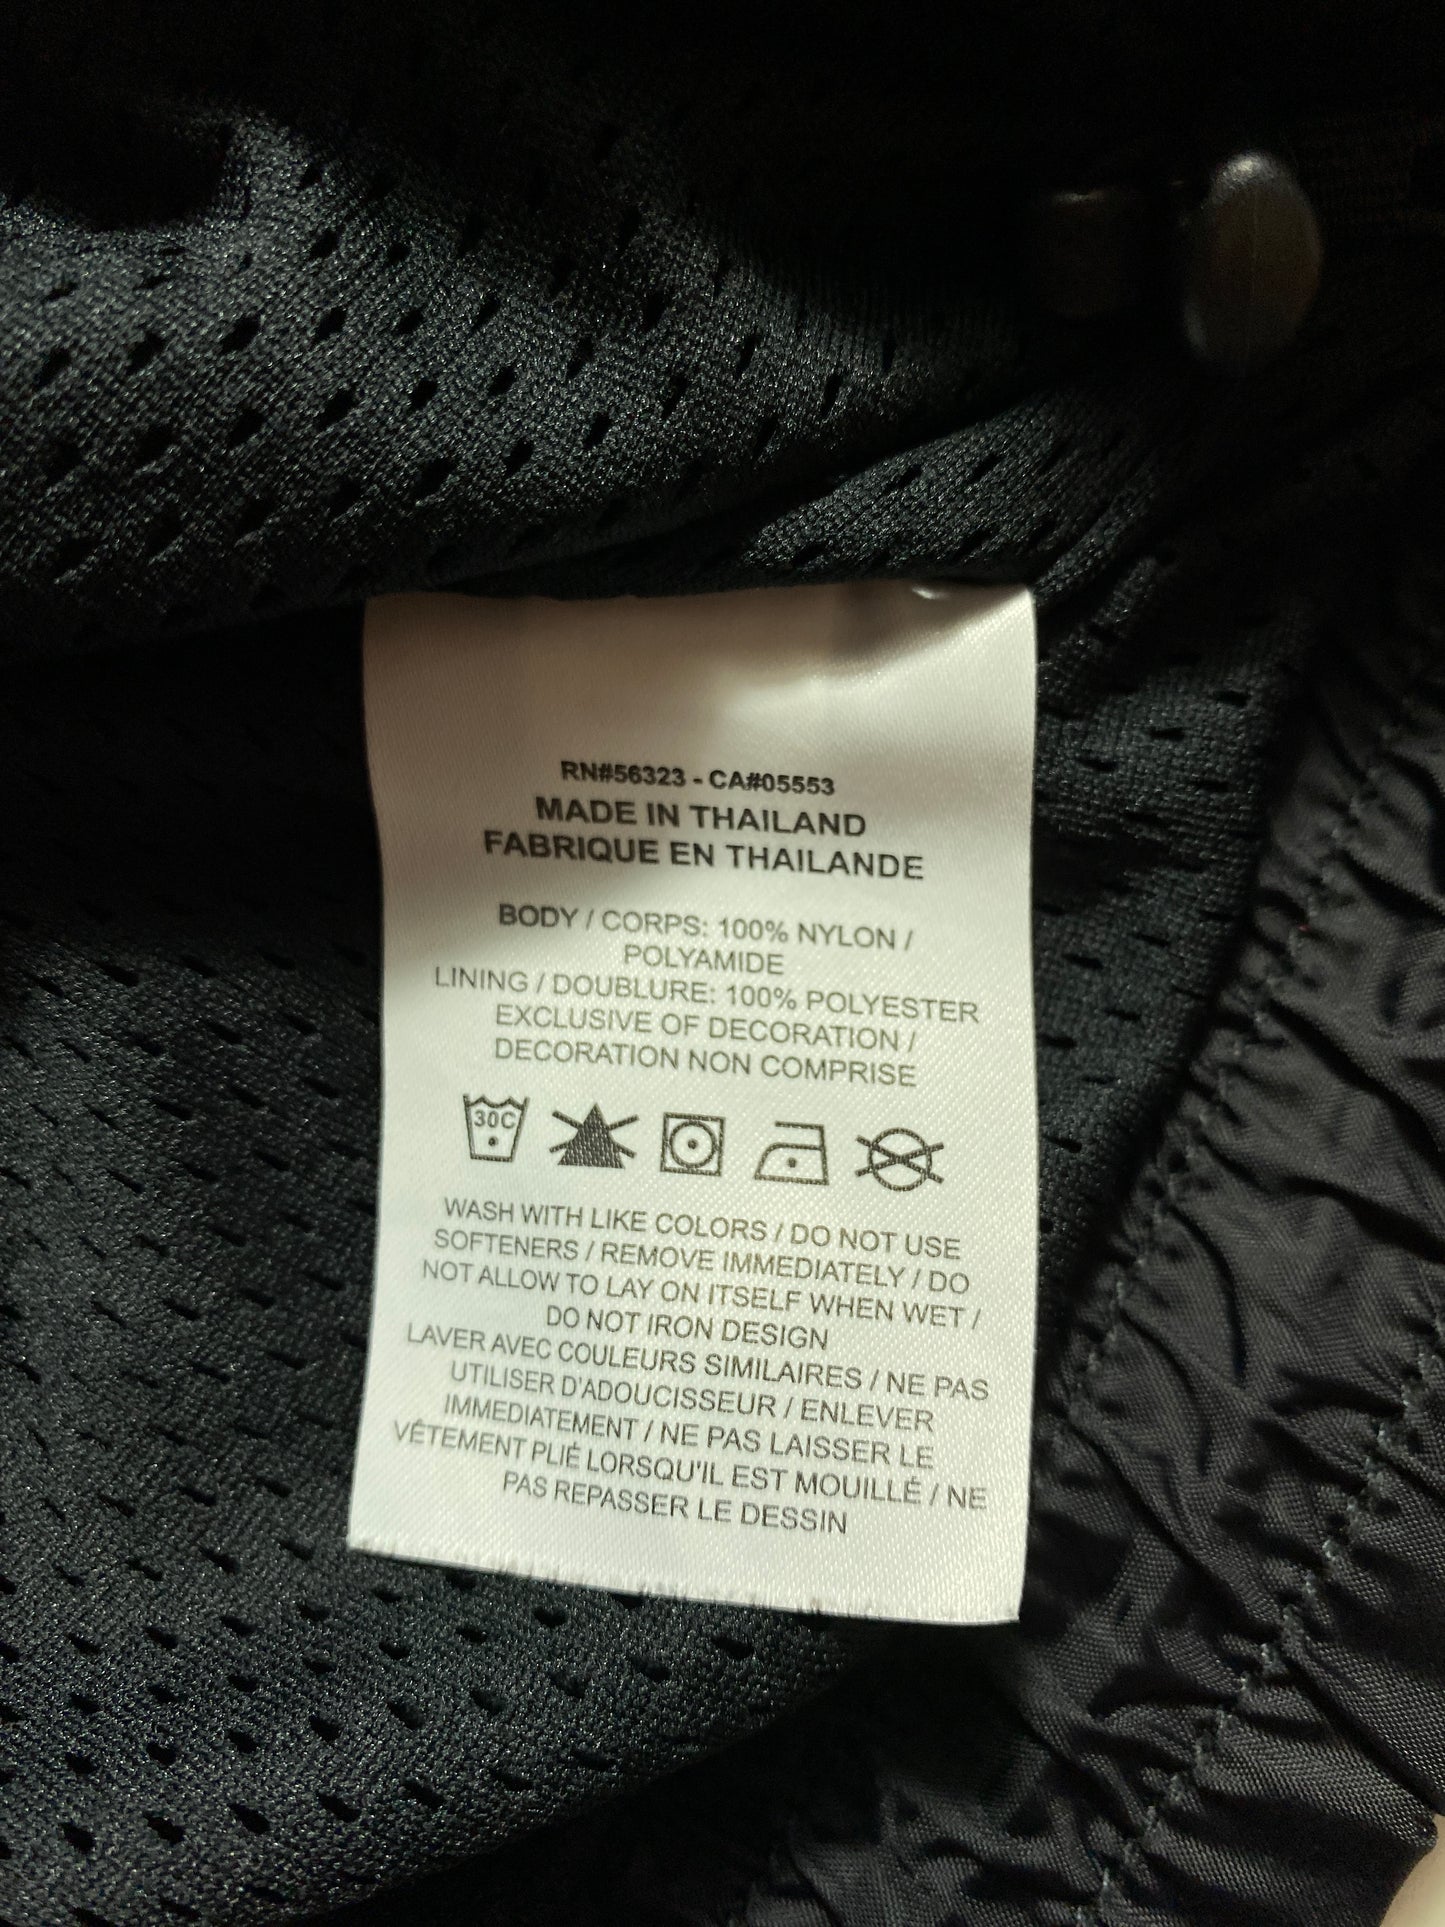 RN#56323 - CA#05553
MADE IN THAILAND
FABRIQUE EN THAILANDE
BODY / CORPS: 100% NYLON /
POLYAMIDE
LINING / DOUBLURE: 100% POLYESTER
EXCLUSIVE OF DECORATION /
DECORATION NON COMPRISE
30C
WASH WITH LIKE COLORS / DO NOT USE
SOFTENERS / REMOVE IMMEDIATELY / DO
NOT ALLOW TO LAY ON ITSELF WHEN WET /
DO NOT IRON DESIGN
LAVER AVEC COULEURS SIMILAIRES / NE PAS
UTILISER D'ADOUCISSEUR / ENLEVER
IMMEDIATEMENT / NE PAS LAISSER LE
VÊTEMENT PLIÉ LORSQU'IL EST MOUILLÉ / NE
PAS REPASSER LE DESSIN